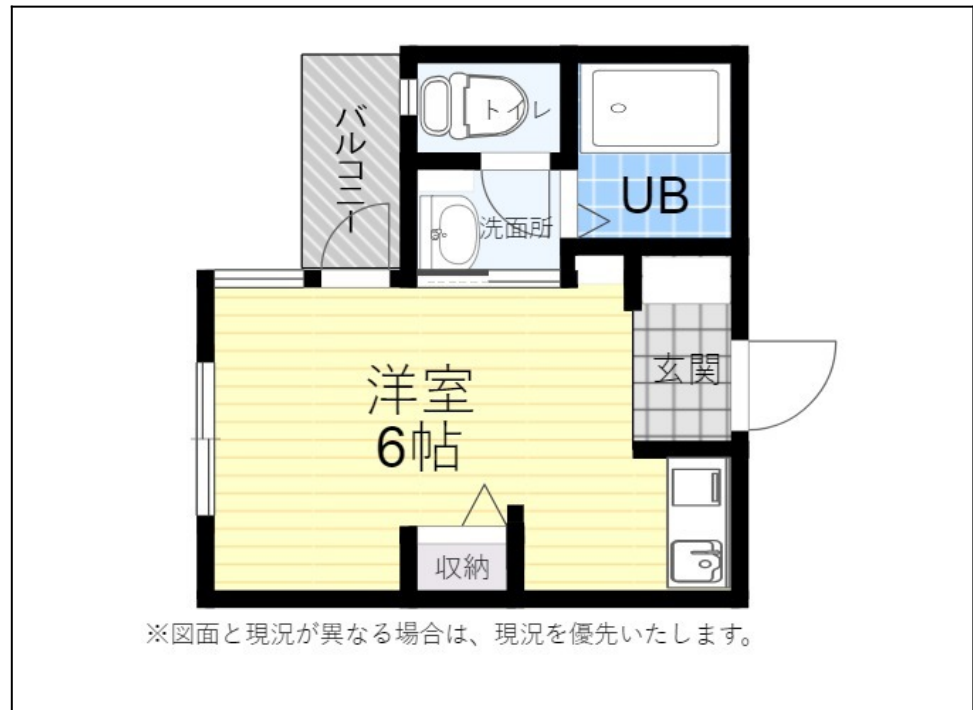 トイレ
バルコニー
UB
洗面所
玄関
洋室
6帖
収納
※図面と現況が異なる場合は、現況を優先いたします。